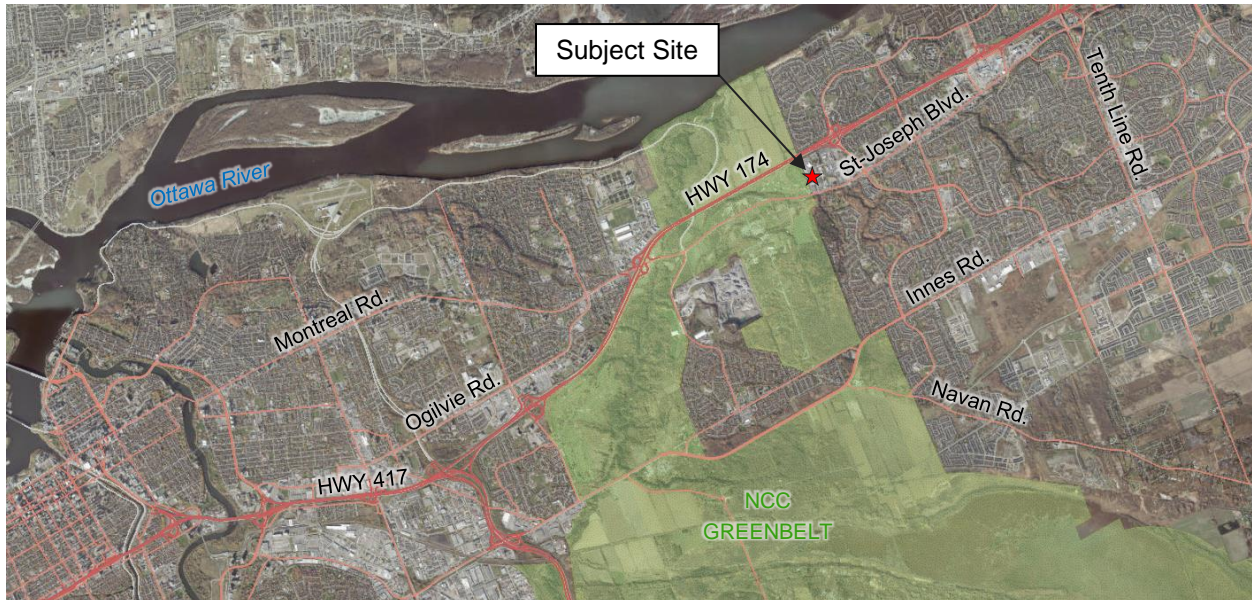 Subject Site
Tenth Line Rd.
St-Joseph Blvd.
HWY 174
Ottawa River
Innes Rd.
Montreal Rd.
Ogilvie Rd.
Navan Rd.
HWY 417
NCC
GREENBELT